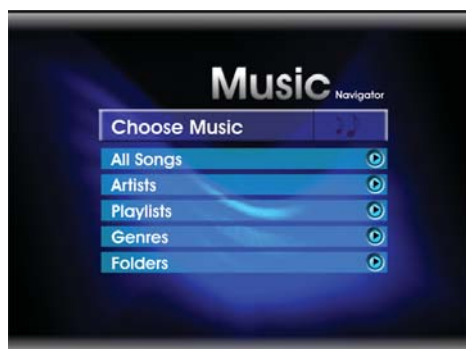 Music Navigator
Choose Music
All Songs
Artists
Playlists
Genres
Folders